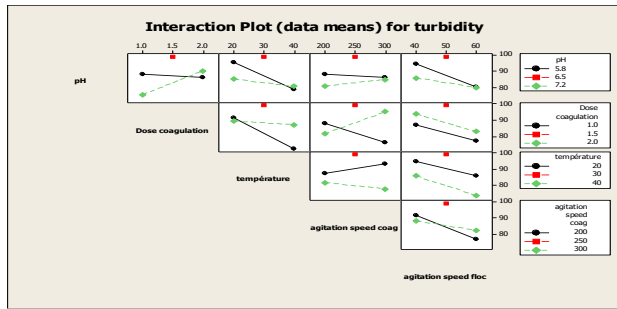 Interaction Plot (data means) for turbidity
1.0 1.5 2.0 20 30 40 200 250 300 40 50 60
pH
100
90
80
pH
5.8
6.5
7.2
Dose coagulation
100
90
80
Dose
coagulation
1.0
1.5
2.0
température
100
90
80
température
20
30
40
agitation speed coag
100
90
80
agitation
speed
coag
200
250
300
agitation speed floc